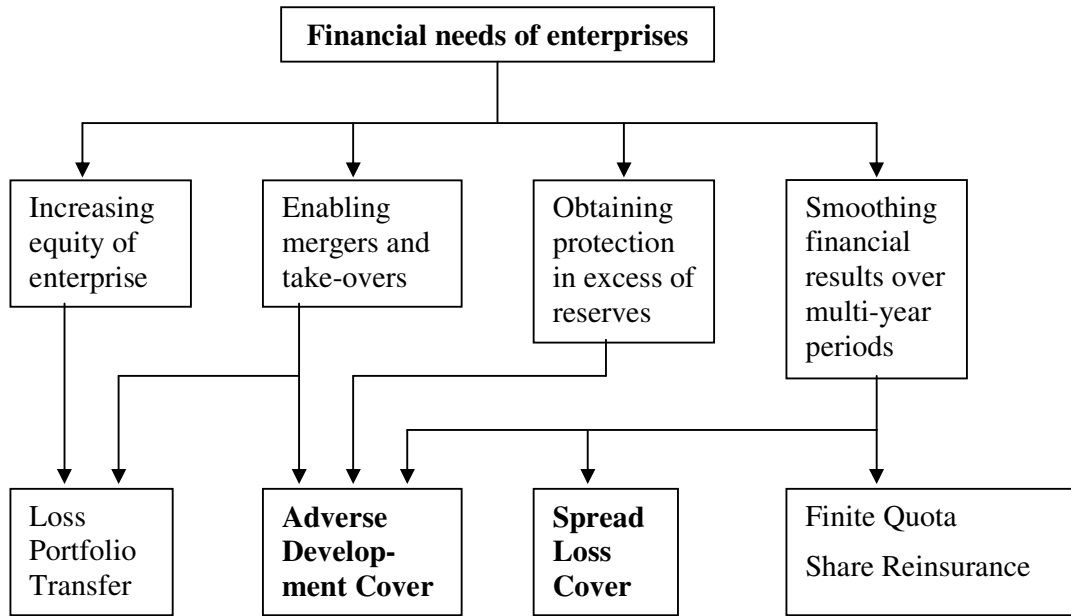 Financial needs of enterprises
Increasing
equity of
enterprise
Enabling
mergers and
take-overs
Obtaining
protection
in excess of
reserves
Smoothing
financial
results over
multi-year
periods
Loss
Portfolio
Transfer
Adverse
Develop-
ment Cover
Spread
Loss
Cover
Finite Quota
Share Reinsurance